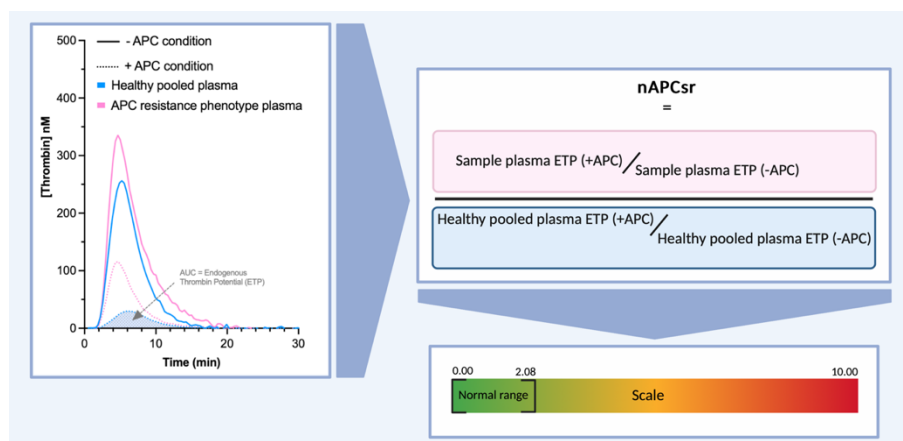 500
400
300
200
100
0
[Thrombin] nM
- APC condition
+ APC condition
Healthy pooled plasma
APC resistance phenotype plasma
AUC = Endogenous
Thrombin Potential (ETP)
0
10
20
30
Time (min)
nAPCsr
=
Sample plasma ETP (+APC)/Sample plasma ETP (-APC)
Healthy pooled plasma ETP (+APC)/Healthy pooled plasma ETP (-APC)
0.00
2.08
10.00
Normal range
Scale